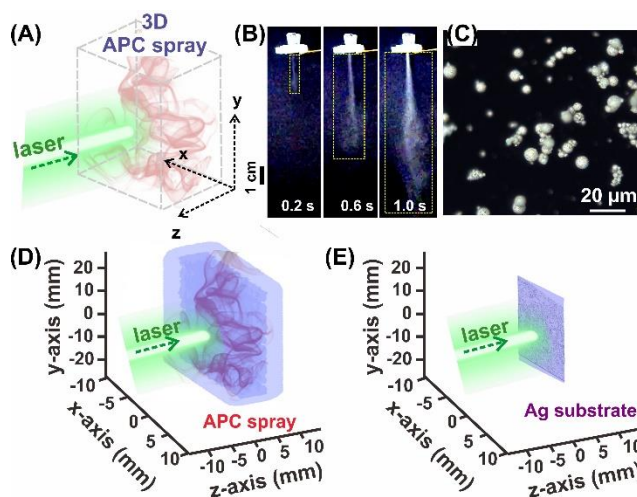 (A)
3D
APC spray
laser
y
x
z
(B)
1 cm
0.2 s
0.6 s
1.0 s
(C)
20 μm
(D)
y-axis (mm)
20
10
0
-10
-20
laser
APC spray
-10
-5
0
5
10
x-axis (mm)
-10
-5
0
5
10
z-axis (mm)
(E)
y-axis (mm)
20
10
0
-10
-20
laser
Ag substrate
-10
-5
0
5
10
x-axis (mm)
-10
-5
0
5
10
z-axis (mm)